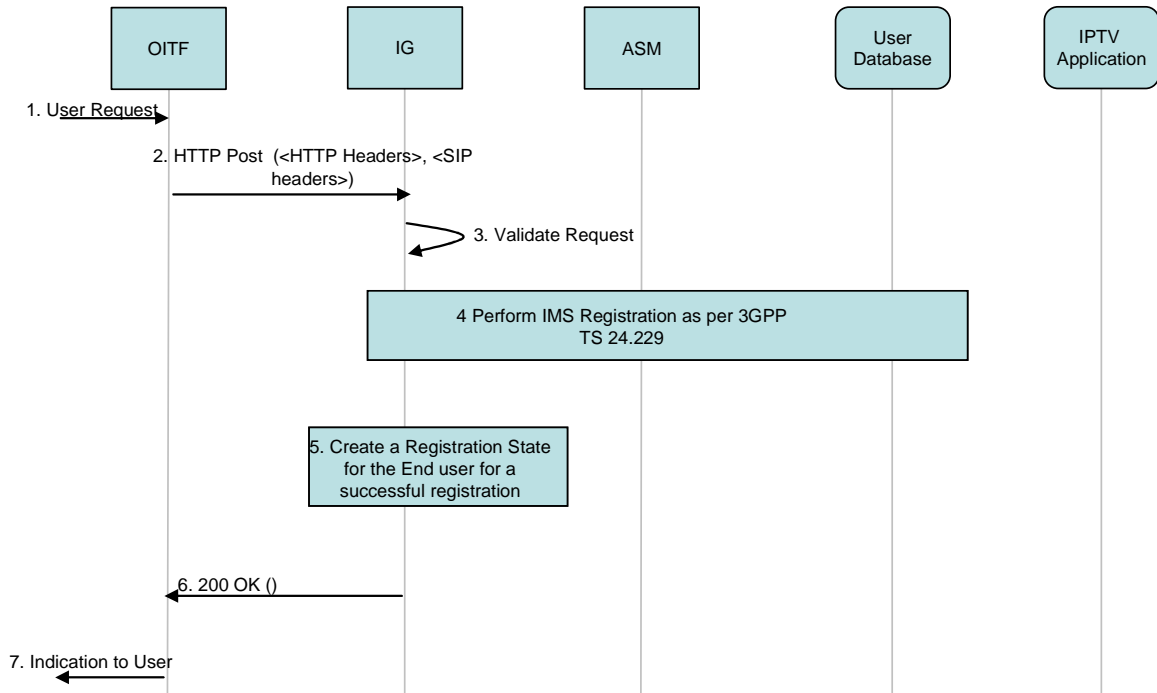 OITF
IG
ASM
User
Database
IPTV
Application
1. User Request
2. HTTP Post (<HTTP Headers>, <SIP
headers>)
3. Validate Request
4 Perform IMS Registration as per 3GPP
TS 24.229
5. Create a Registration State
for the End user for a
successful registration
6. 200 OK ()
7. Indication to User